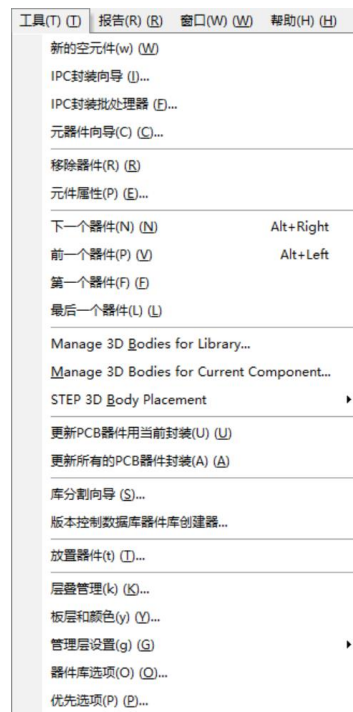 工具(T) (T) 报告(R) (R) 窗口(W) (W) 帮助(H) (H)
新的空元件(w) (W)
IPC封装向导 (I)...
IPC封装批处理器 (F)...
元器件向导(C) (C)...
移除器件(R) (R)
元件属性(P) (E)...
下一个器件(N) (N) Alt+Right
前一个器件(P) (V) Alt+Left
第一个器件(F) (F)
最后一个器件(L) (L)
Manage 3D Bodies for Library...
Manage 3D Bodies for Current Component...
STEP 3D Body Placement
更新PCB器件用当前封装(U) (U)
更新所有的PCB器件封装(A) (A)
库分割向导 (S)...
版本控制数据库器件库创建器...
放置器件(t) (T)...
层叠管理(k) (K)...
板层和颜色(y) (Y)...
管理层设置(g) (G)
器件库选项(O) (O)...
优先选项(P) (P)...